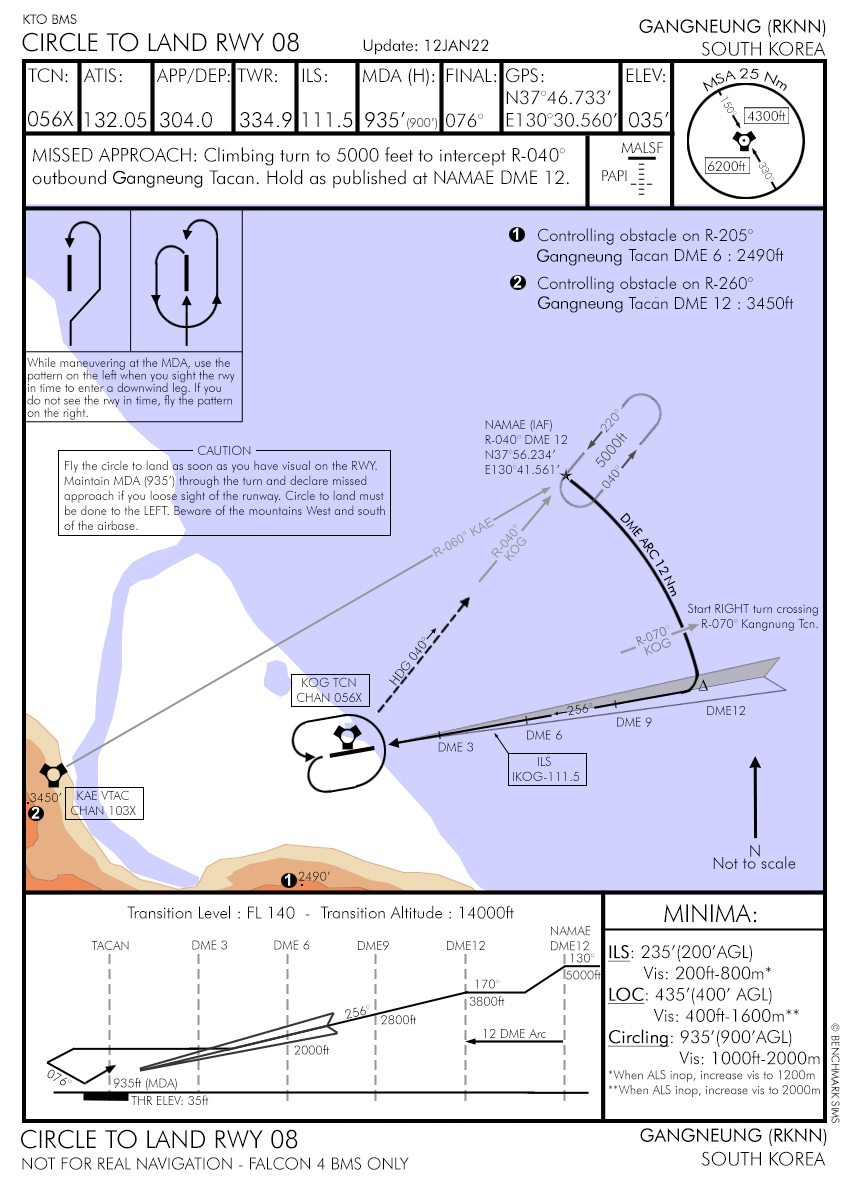 KTO BMS
CIRCLE TO LAND RWY 08
Update: 12JAN22
GANGNEUNG (RKNN)
SOUTH KOREA
TCN:
056X
ATIS:
132.05
APP/DEP:
304.0
TWR:
334.9
ILS:
111.5
MDA (H):
935’(900’)
FINAL:
076°
GPS:
N37°46.733’
E130°30.560’
ELEV:
035’
MSA 25 Nm
150°
4300ft
6200ft
330°
MISSED APPROACH: Climbing turn to 5000 feet to intercept R-040°
outbound Gangneung Tacan. Hold as published at NAMAE DME 12.
MALSF
PAPI
1 Controlling obstacle on R-205°
Gangneung Tacan DME 6 : 2490ft
2 Controlling obstacle on R-260°
Gangneung Tacan DME 12 : 3450ft
While maneuvering at the MDA, use the
pattern on the left when you sight the rwy
in time to enter a downwind leg. If you
do not see the rwy in time, fly the pattern
on the right.
CAUTION
Fly the circle to land as soon as you have visual on the RWY.
Maintain MDA (935’) through the turn and declare missed
approach if you loose sight of the runway. Circle to land must
be done to the LEFT. Beware of the mountains West and south
of the airbase.
NAMAE (IAF)
R-040° DME 12
N37°56.234’
E130°41.561’
220°
5000ft
040°
R-060° KAE
R-040°
KOG
DME ARC 12 Nm
Start RIGHT turn crossing
R-070° Kangnung Tcn.
R-070°
KOG
HDG 040°
KOG TCN
CHAN 056X
256°
DME 3
DME 6
DME 9
DME12
ILS
IKOG-111.5
KAE VTAC
CHAN 103X
3450’
2
1
2490’
N
Not to scale
Transition Level : FL 140 - Transition Altitude : 14000ft
TACAN
DME 3
DME 6
DME9
DME12
NAMAE
DME12
130°
5000ft
170°
3800ft
256°
2800ft
2000ft
12 DME Arc
076°
935ft (MDA)
THR ELEV: 35ft
MINIMA:
ILS: 235’(200’AGL)
Vis: 200ft-800m*
LOC: 435’(400’ AGL)
Vis: 400ft-1600m**
Circling: 935’(900’AGL)
Vis: 1000ft-2000m
*When ALS inop, increase vis to 1200m
**When ALS inop, increase vis to 2000m
© BENCHMARK SIMS
CIRCLE TO LAND RWY 08
NOT FOR REAL NAVIGATION - FALCON 4 BMS ONLY
GANGNEUNG (RKNN)
SOUTH KOREA